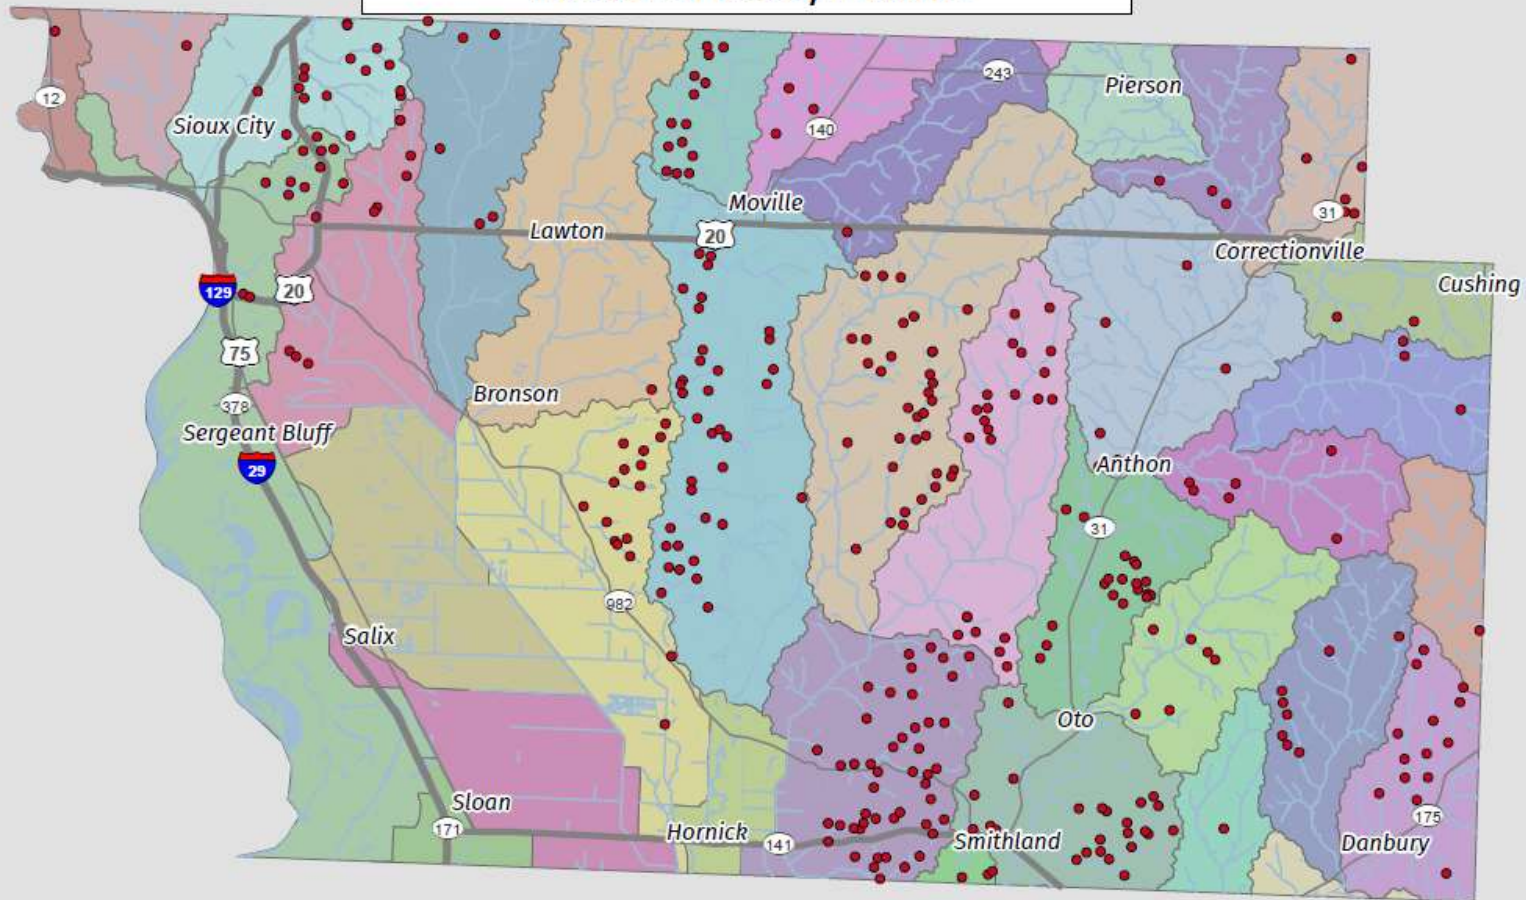 243
Pierson
12
Sioux City
140
Moville
31
Lawton
20
Correctionville
129
20
Cushing
75
Bronson
378
Sergeant Bluff
29
Anthon
31
982
Salix
Oto
Sloan
171
Hornick
141
Smithland
175
Danbury